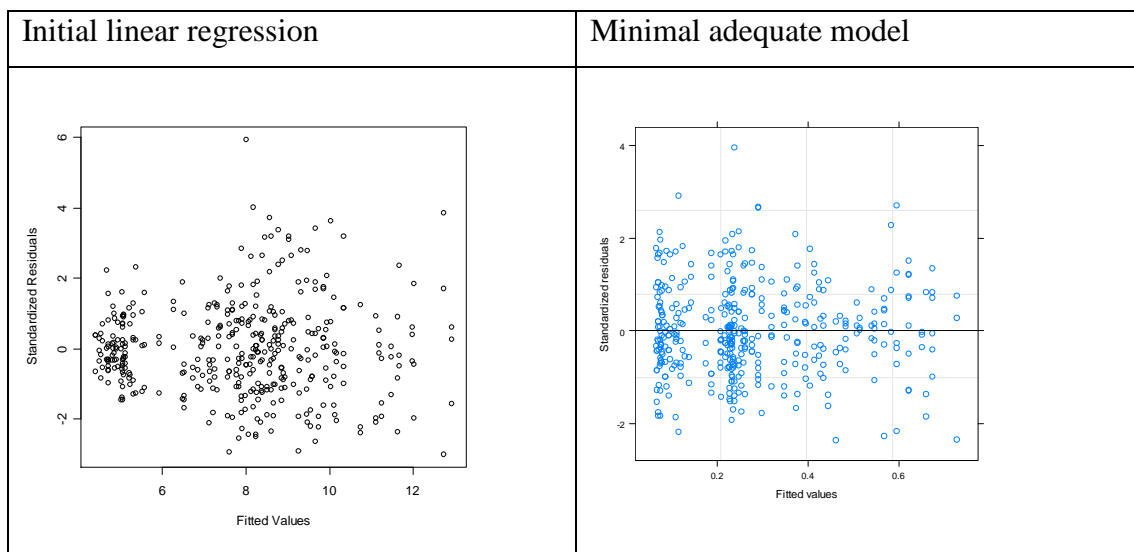 Initial linear regression
Minimal adequate model
Standardized Residuals
6
4
2
0
-2
6
8
10
12
Fitted Values
Standardized residuals
4
2
0
-2
0.2
0.4
0.6
Fitted values